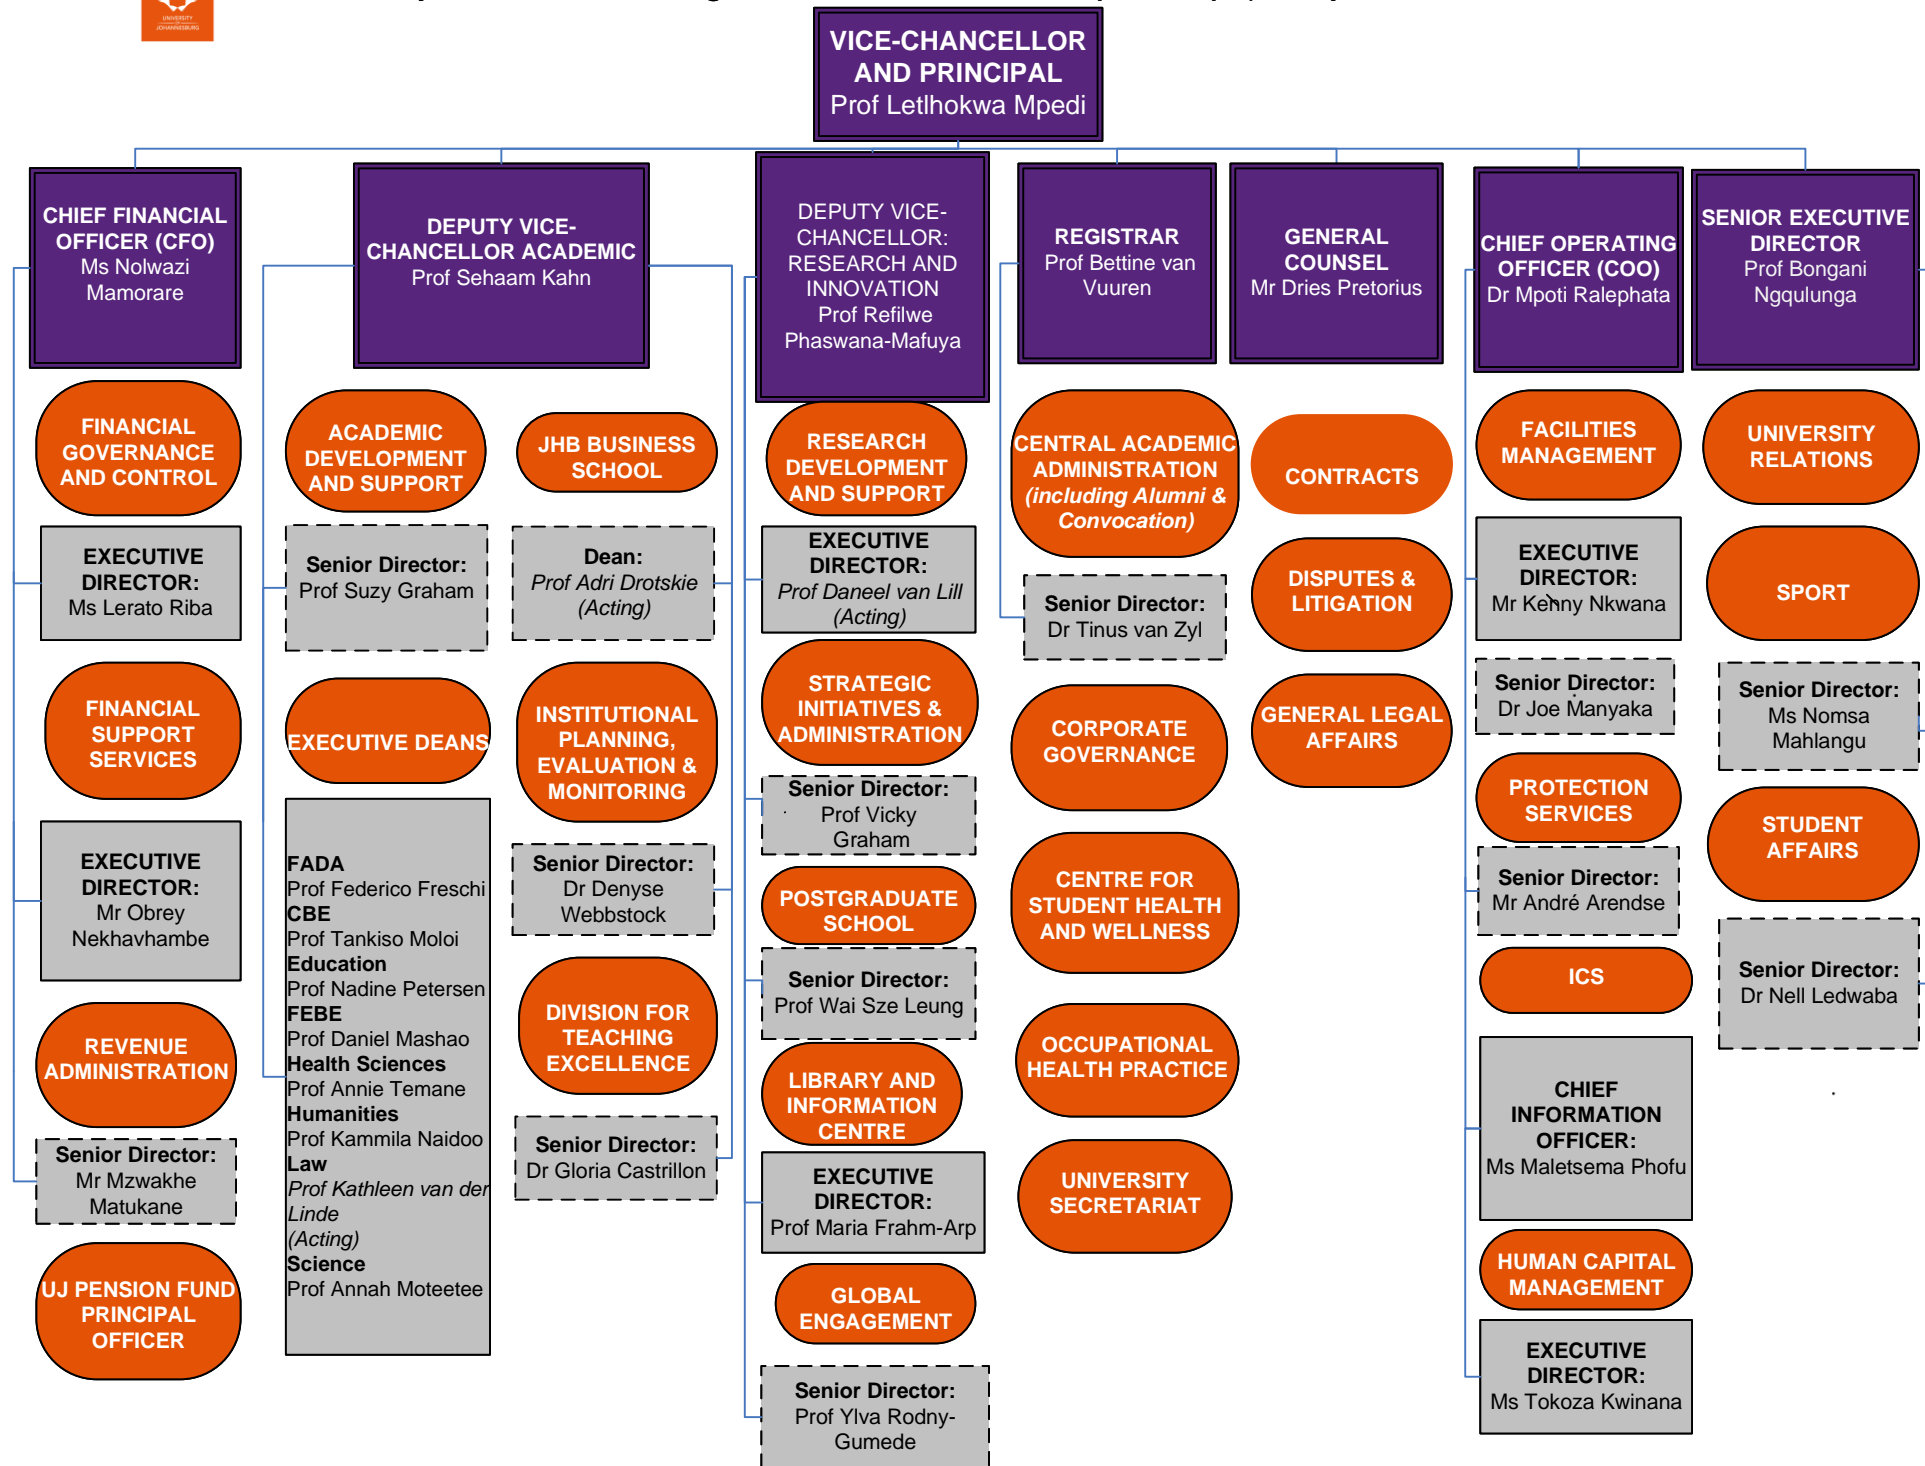 UNIVERSITY
OF
JOHANNESBURG
VICE-CHANCELLOR
AND PRINCIPAL
Prof Letlhokwa Mpedi
CHIEF FINANCIAL
OFFICER (CFO)
Ms Nolwazi
Mamorare
FINANCIAL
GOVERNANCE
AND CONTROL
EXECUTIVE
DIRECTOR:
Ms Lerato Riba
FINANCIAL
SUPPORT
SERVICES
EXECUTIVE
DIRECTOR:
Mr Obrey
Nekhavhambe
REVENUE
ADMINISTRATION
Senior Director:
Mr Mzwakhe
Matukane
UJ PENSION FUND
PRINCIPAL
OFFICER
DEPUTY VICE-
CHANCELLOR ACADEMIC
Prof Sehaam Kahn
ACADEMIC
DEVELOPMENT
AND SUPPORT
Senior Director:
Prof Suzy Graham
EXECUTIVE DEANS
FADA
Prof Federico Freschi
CBE
Prof Tankiso Moloi
Education
Prof Nadine Petersen
FEBE
Prof Daniel Mashao
Health Sciences
Prof Annie Temane
Humanities
Prof Kammila Naidoo
Law
Prof Kathleen van der
Linde
(Acting)
Science
Prof Annah Moteetee
JHB BUSINESS
SCHOOL
Dean:
Prof Adri Drotskie
(Acting)
INSTITUTIONAL
PLANNING,
EVALUATION &
MONITORING
Senior Director:
Dr Denyse
Webbstock
DIVISION FOR
TEACHING
EXCELLENCE
Senior Director:
Dr Gloria Castrillon
DEPUTY VICE-
CHANCELLOR:
RESEARCH AND
INNOVATION
Prof Refilwe
Phaswana-Mafuya
RESEARCH
DEVELOPMENT
AND SUPPORT
EXECUTIVE
DIRECTOR:
Prof Daneel van Lill
(Acting)
STRATEGIC
INITIATIVES &
ADMINISTRATION
Senior Director:
Prof Vicky
Graham
POSTGRADUATE
SCHOOL
Senior Director:
Prof Wai Sze Leung
LIBRARY AND
INFORMATION
CENTRE
EXECUTIVE
DIRECTOR:
Prof Maria Frahm-Arp
GLOBAL
ENGAGEMENT
Senior Director:
Prof Ylva Rodny-
Gumede
REGISTRAR
Prof Bettine van
Vuuren
CENTRAL ACADEMIC
ADMINISTRATION
(including Alumni &
Convocation)
Senior Director:
Dr Tinus van Zyl
CORPORATE
GOVERNANCE
CENTRE FOR
STUDENT HEALTH
AND WELLNESS
OCCUPATIONAL
HEALTH PRACTICE
UNIVERSITY
SECRETARIAT
GENERAL
COUNSEL
Mr Dries Pretorius
CONTRACTS
DISPUTES &
LITIGATION
GENERAL LEGAL
AFFAIRS
CHIEF OPERATING
OFFICER (COO)
Dr Mpoti Ralephata
FACILITIES
MANAGEMENT
EXECUTIVE
DIRECTOR:
Mr Kenny Nkwana
Senior Director:
Dr Joe Manyaka
PROTECTION
SERVICES
Senior Director:
Mr André Arendse
ICS
CHIEF
INFORMATION
OFFICER:
Ms Maletsema Phofu
HUMAN CAPITAL
MANAGEMENT
EXECUTIVE
DIRECTOR:
Ms Tokoza Kwinana
SENIOR EXECUTIVE
DIRECTOR
Prof Bongani
Ngqulunga
UNIVERSITY
RELATIONS
SPORT
Senior Director:
Ms Nomsa
Mahlangu
STUDENT
AFFAIRS
Senior Director:
Dr Nell Ledwaba